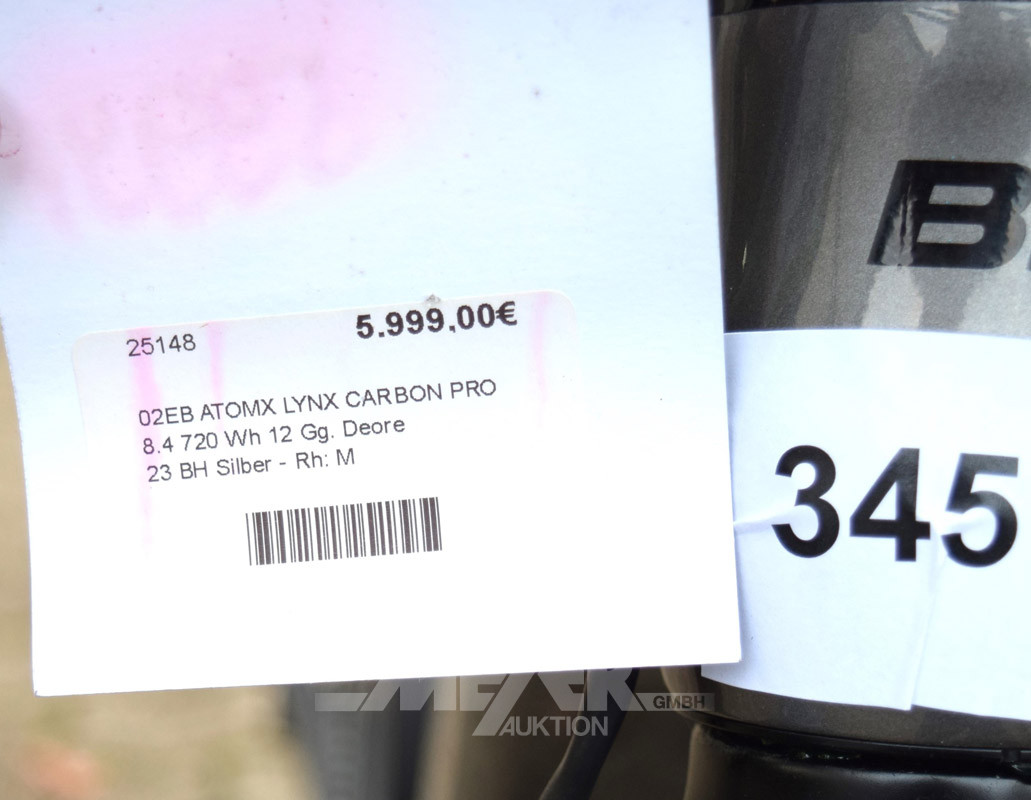 25148
5.999,00€
02EB ATOMX LYNX CARBON PRO
8.4 720 Wh 12 Gg. Deore
23 BH Silber - Rh: M
B
345
MEYER
GMBH
AUKTION